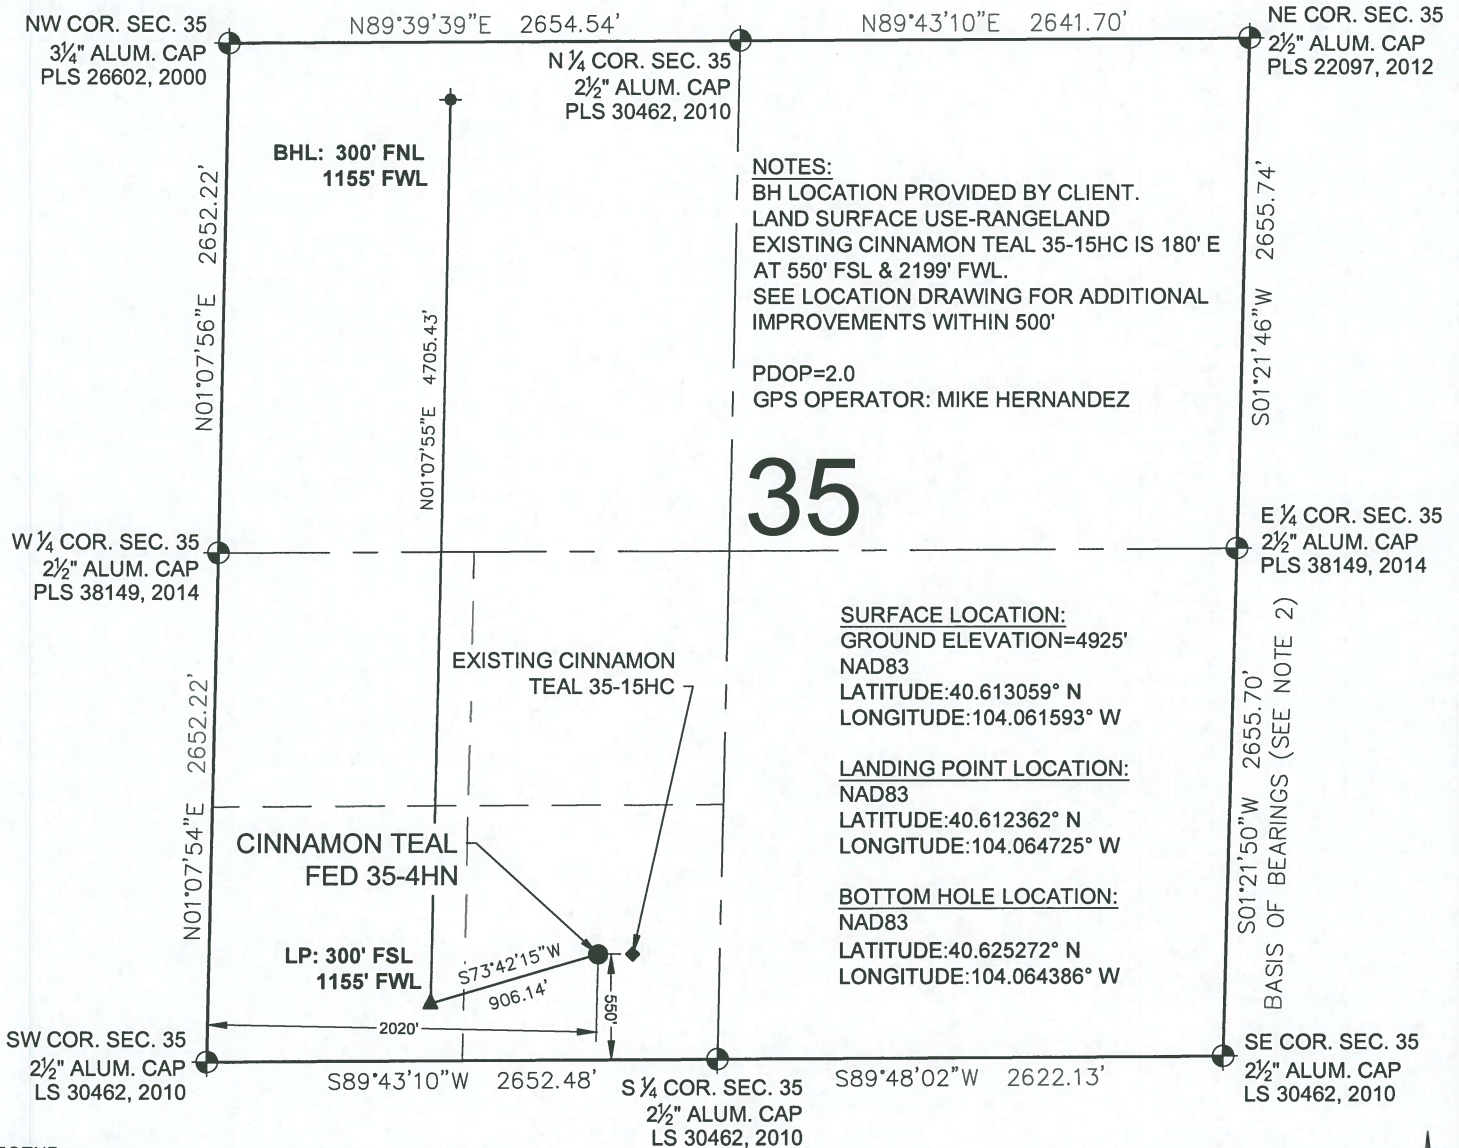 NW COR. SEC. 35
3¼" ALUM. CAP
PLS 26602, 2000
N89°39'39"E 2654.54'
N ¼ COR. SEC. 35
2½" ALUM. CAP
PLS 30462, 2010
N89°43'10"E 2641.70'
NE COR. SEC. 35
2½" ALUM. CAP
PLS 22097, 2012
BHL: 300' FNL
1155' FWL
N01°07'56"E 2652.22'
N01°07'55"E 4705.43'
NOTES:
BH LOCATION PROVIDED BY CLIENT.
LAND SURFACE USE-RANGELAND
EXISTING CINNAMON TEAL 35-15HC IS 180' E
AT 550' FSL & 2199' FWL.
SEE LOCATION DRAWING FOR ADDITIONAL
IMPROVEMENTS WITHIN 500'
PDOP=2.0
GPS OPERATOR: MIKE HERNANDEZ
S01°21'46"W 2655.74'
35
W ¼ COR. SEC. 35
2½" ALUM. CAP
PLS 38149, 2014
E ¼ COR. SEC. 35
2½" ALUM. CAP
PLS 38149, 2014
EXISTING CINNAMON
TEAL 35-15HC
SURFACE LOCATION:
GROUND ELEVATION=4925'
NAD83
LATITUDE:40.613059° N
LONGITUDE:104.061593° W
LANDING POINT LOCATION:
NAD83
LATITUDE:40.612362° N
LONGITUDE:104.064725° W
BOTTOM HOLE LOCATION:
NAD83
LATITUDE:40.625272° N
LONGITUDE:104.064386° W
N01°07'54"E 2652.22'
S01°21'50"W 2655.70'
BASIS OF BEARINGS (SEE NOTE 2)
CINNAMON TEAL
FED 35-4HN
LP: 300' FSL
1155' FWL
S73°42'15"W
906.14'
550'
2020'
SW COR. SEC. 35
2½" ALUM. CAP
LS 30462, 2010
S89°43'10"W 2652.48'
S ¼ COR. SEC. 35
2½" ALUM. CAP
LS 30462, 2010
S89°48'02"W 2622.13'
SE COR. SEC. 35
2½" ALUM. CAP
LS 30462, 2010